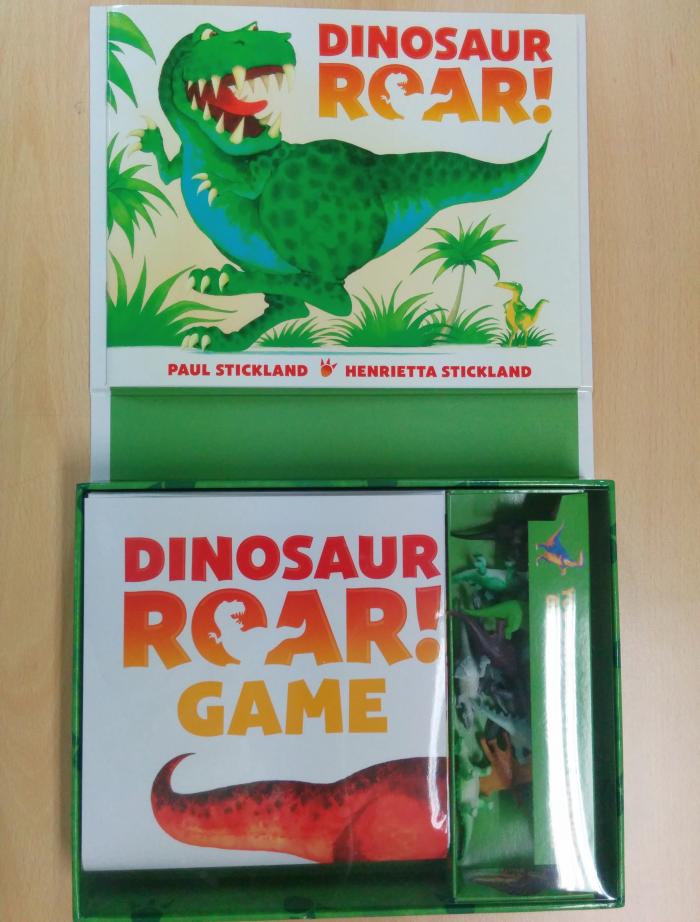 DINOSAUR
ROAR!
PAUL STICKLAND HENRIETTA STICKLAND
DINOSAUR
ROAR!
GAME